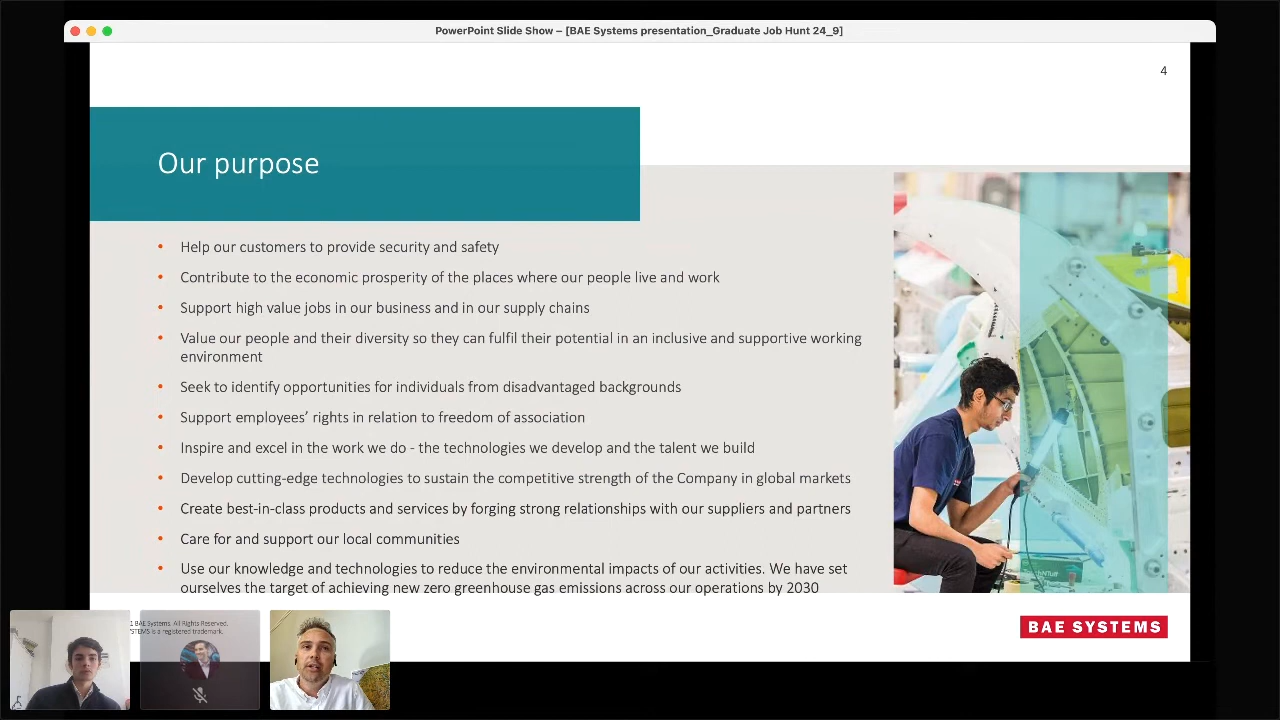 PowerPoint Slide Show – [BAE Systems presentation_Graduate Job Hunt 24_9]
4
Our purpose
• Help our customers to provide security and safety
• Contribute to the economic prosperity of the places where our people live and work
• Support high value jobs in our business and in our supply chains
• Value our people and their diversity so they can fulfil their potential in an inclusive and supportive working
environment
• Seek to identify opportunities for individuals from disadvantaged backgrounds
• Support employees’ rights in relation to freedom of association
• Inspire and excel in the work we do - the technologies we develop and the talent we build
• Develop cutting-edge technologies to sustain the competitive strength of the Company in global markets
• Create best-in-class products and services by forging strong relationships with our suppliers and partners
• Care for and support our local communities
• Use our knowledge and technologies to reduce the environmental impacts of our activities. We have set
ourselves the target of achieving new zero greenhouse gas emissions across our operations by 2030
BAE Systems. All Rights Reserved.
is a registered trademark.
BAE SYSTEMS